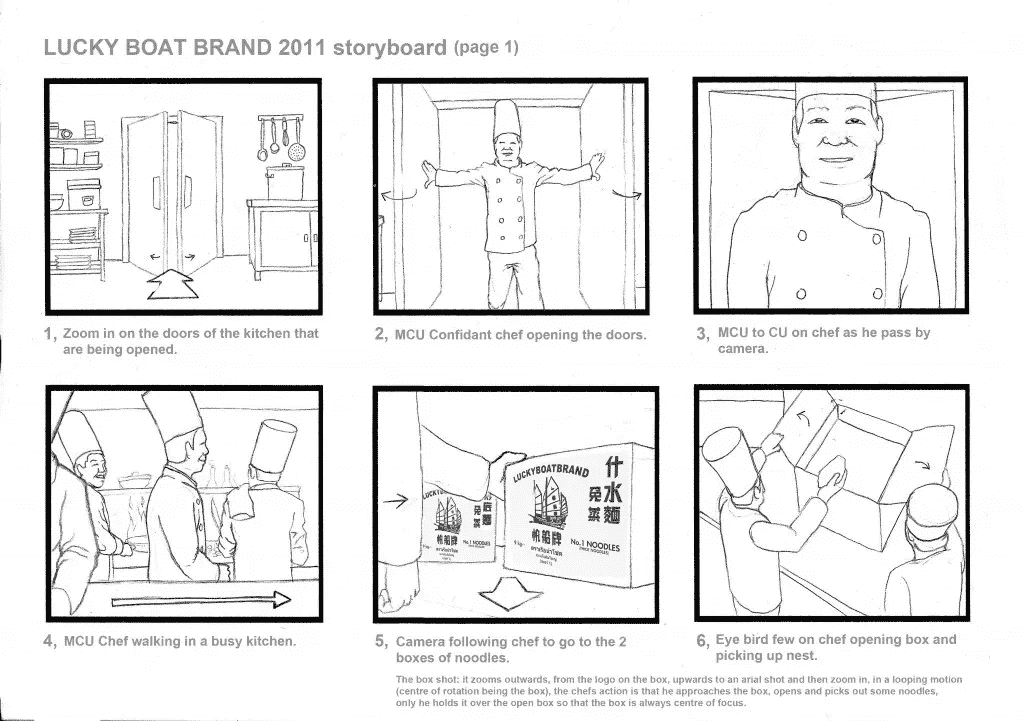 LUCKY BOAT BRAND 2011 storyboard (page 1)
1, Zoom in on the doors of the kitchen that
are being opened.
2, MCU Confidant chef opening the doors.
3, MCU to CU on chef as he pass by
camera.
LUCKYBOATBRAND
什水麵
免蒸
帆船牌
No.1 NOODLES
4, MCU Chef walking in a busy kitchen.
5, Camera following chef to go to the 2
boxes of noodles.
6, Eye bird few on chef opening box and
picking up nest.
The box shot: it zooms outwards, from the logo on the box, upwards to an arial shot and then zoom in, in a looping motion
(centre of rotation being the box), the chefs action is that he approaches the box, opens and picks out some noodles,
only he holds it over the open box so that the box is always centre of focus.